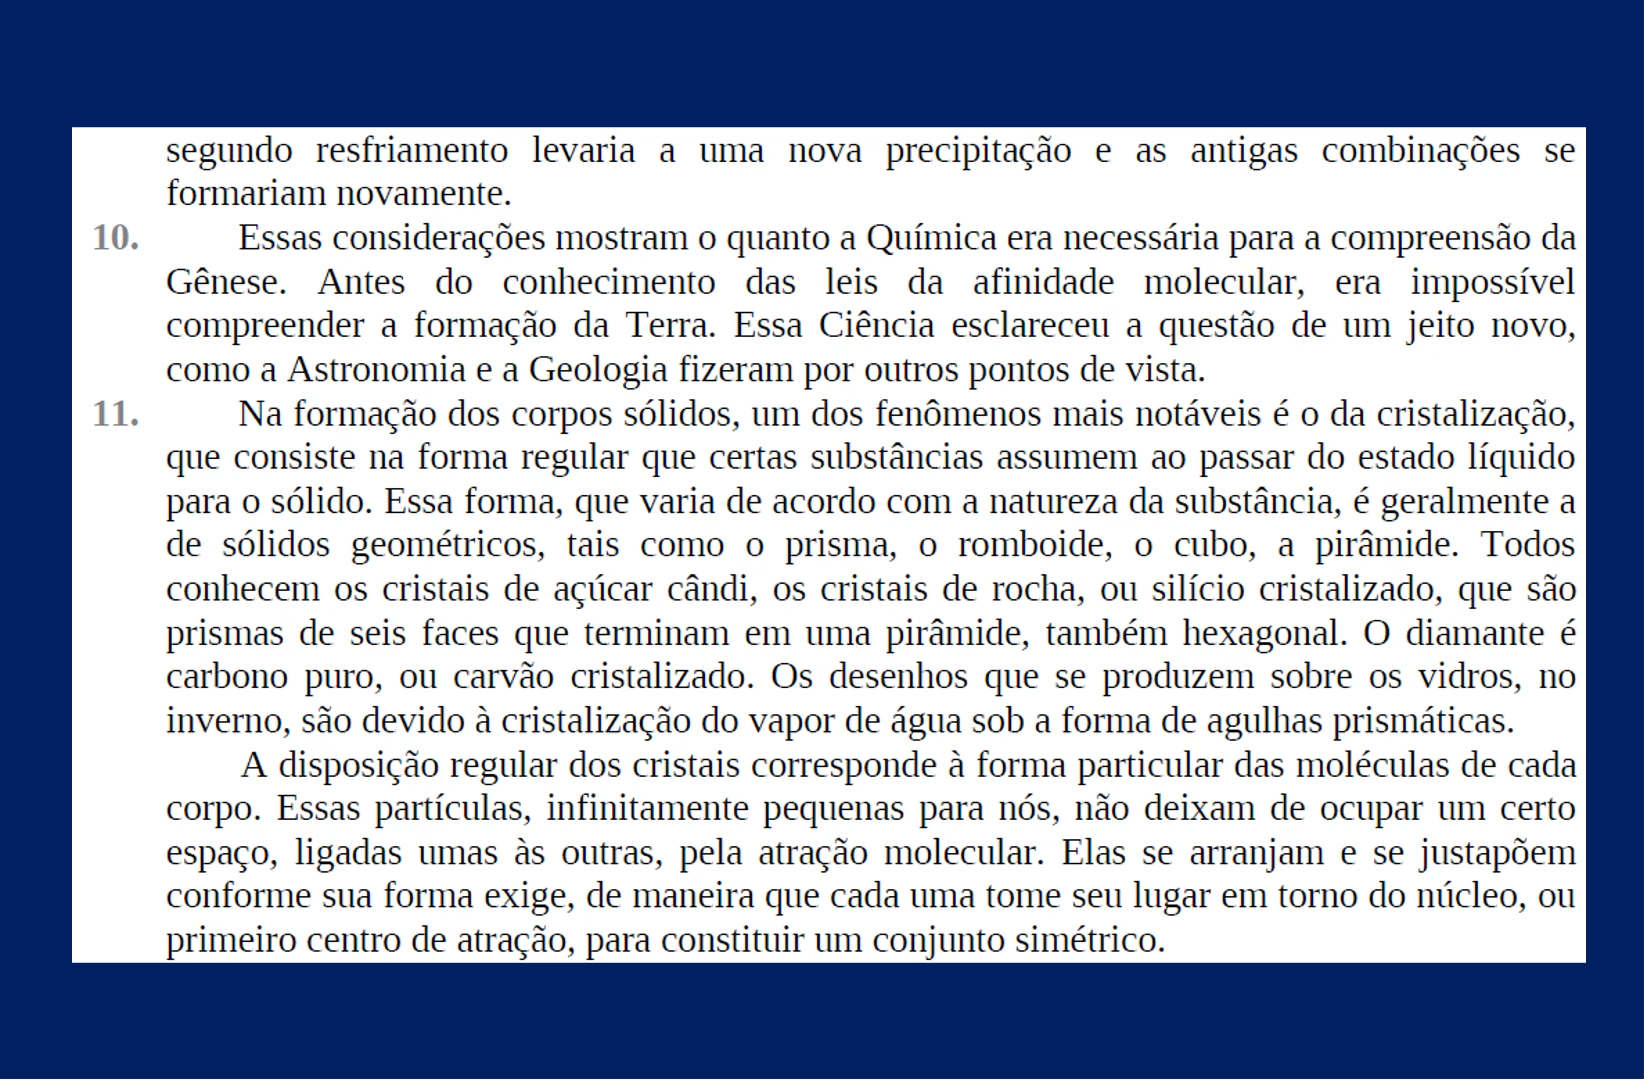 segundo resfriamento levaria a uma nova precipitação e as antigas combinações se
formariam novamente.
10. Essas considerações mostram o quanto a Química era necessária para a compreensão da
Gênese. Antes do conhecimento das leis da afinidade molecular, era impossível
compreender a formação da Terra. Essa Ciência esclareceu a questão de um jeito novo,
como a Astronomia e a Geologia fizeram por outros pontos de vista.
11. Na formação dos corpos sólidos, um dos fenômenos mais notáveis é o da cristalização,
que consiste na forma regular que certas substâncias assumem ao passar do estado líquido
para o sólido. Essa forma, que varia de acordo com a natureza da substância, é geralmente a
de sólidos geométricos, tais como o prisma, o romboide, o cubo, a pirâmide. Todos
conhecem os cristais de açúcar cândi, os cristais de rocha, ou silício cristalizado, que são
prismas de seis faces que terminam em uma pirâmide, também hexagonal. O diamante é
carbono puro, ou carvão cristalizado. Os desenhos que se produzem sobre os vidros, no
inverno, são devido à cristalização do vapor de água sob a forma de agulhas prismáticas.
A disposição regular dos cristais corresponde à forma particular das moléculas de cada
corpo. Essas partículas, infinitamente pequenas para nós, não deixam de ocupar um certo
espaço, ligadas umas às outras, pela atração molecular. Elas se arranjam e se justapõem
conforme sua forma exige, de maneira que cada uma tome seu lugar em torno do núcleo, ou
primeiro centro de atração, para constituir um conjunto simétrico.